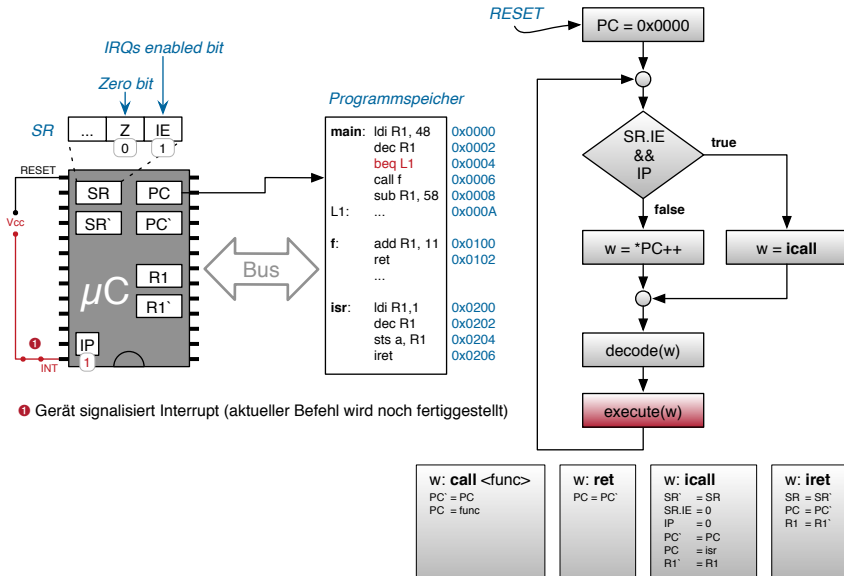 RESET
PC = 0x0000
IRQs enabled bit
Zero bit
SR
... Z IE
0 1
Programmspeicher
main: ldi R1, 48 0x0000
dec R1 0x0002
beq L1 0x0004
call f 0x0006
sub R1, 58 0x0008
L1: ... 0x000A
f: add R1, 11 0x0100
ret 0x0102
...
isr: ldi R1,1 0x0200
dec R1 0x0202
sts a, R1 0x0204
iret 0x0206
RESET
Vcc
INT
❶
SR PC
SR` PC`
µC
R1
R1`
IP
1
Bus
SR.IE
&&
IP
true
false
w = *PC++
w = icall
decode(w)
execute(w)
❶ Gerät signalisiert Interrupt (aktueller Befehl wird noch fertiggestellt)
w: call <func>
PC` = PC
PC = func
w: ret
PC = PC`
w: icall
SR` = SR
SR.IE = 0
IP = 0
PC` = PC
PC = isr
R1` = R1
w: iret
SR = SR`
PC = PC`
R1 = R1`